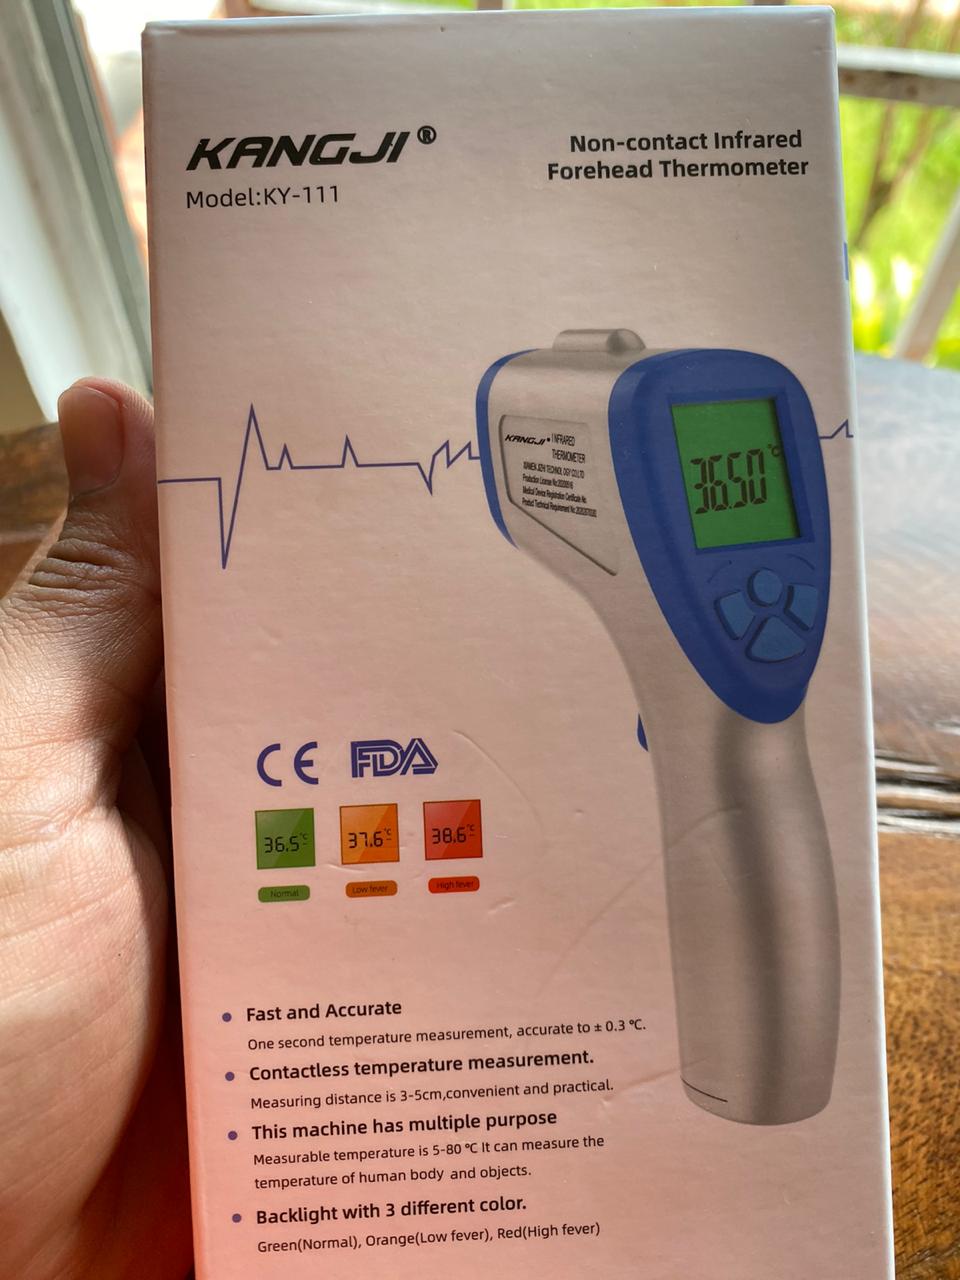 KANGJI®
Model:KY-111
Non-contact Infrared
Forehead Thermometer
KANGJI® INFRARED
THERMOMETER
36.50 °C
CE FDA
36.5 °C
37.6 °C
38.6 °C
Normal
Low fever
High fever
• Fast and Accurate
One second temperature measurement, accurate to ± 0.3 ℃.
• Contactless temperature measurement.
Measuring distance is 3-5cm,convenient and practical.
• This machine has multiple purpose
Measurable temperature is 5-80 ℃ It can measure the
temperature of human body and objects.
• Backlight with 3 different color.
Green(Normal), Orange(Low fever), Red(High fever)